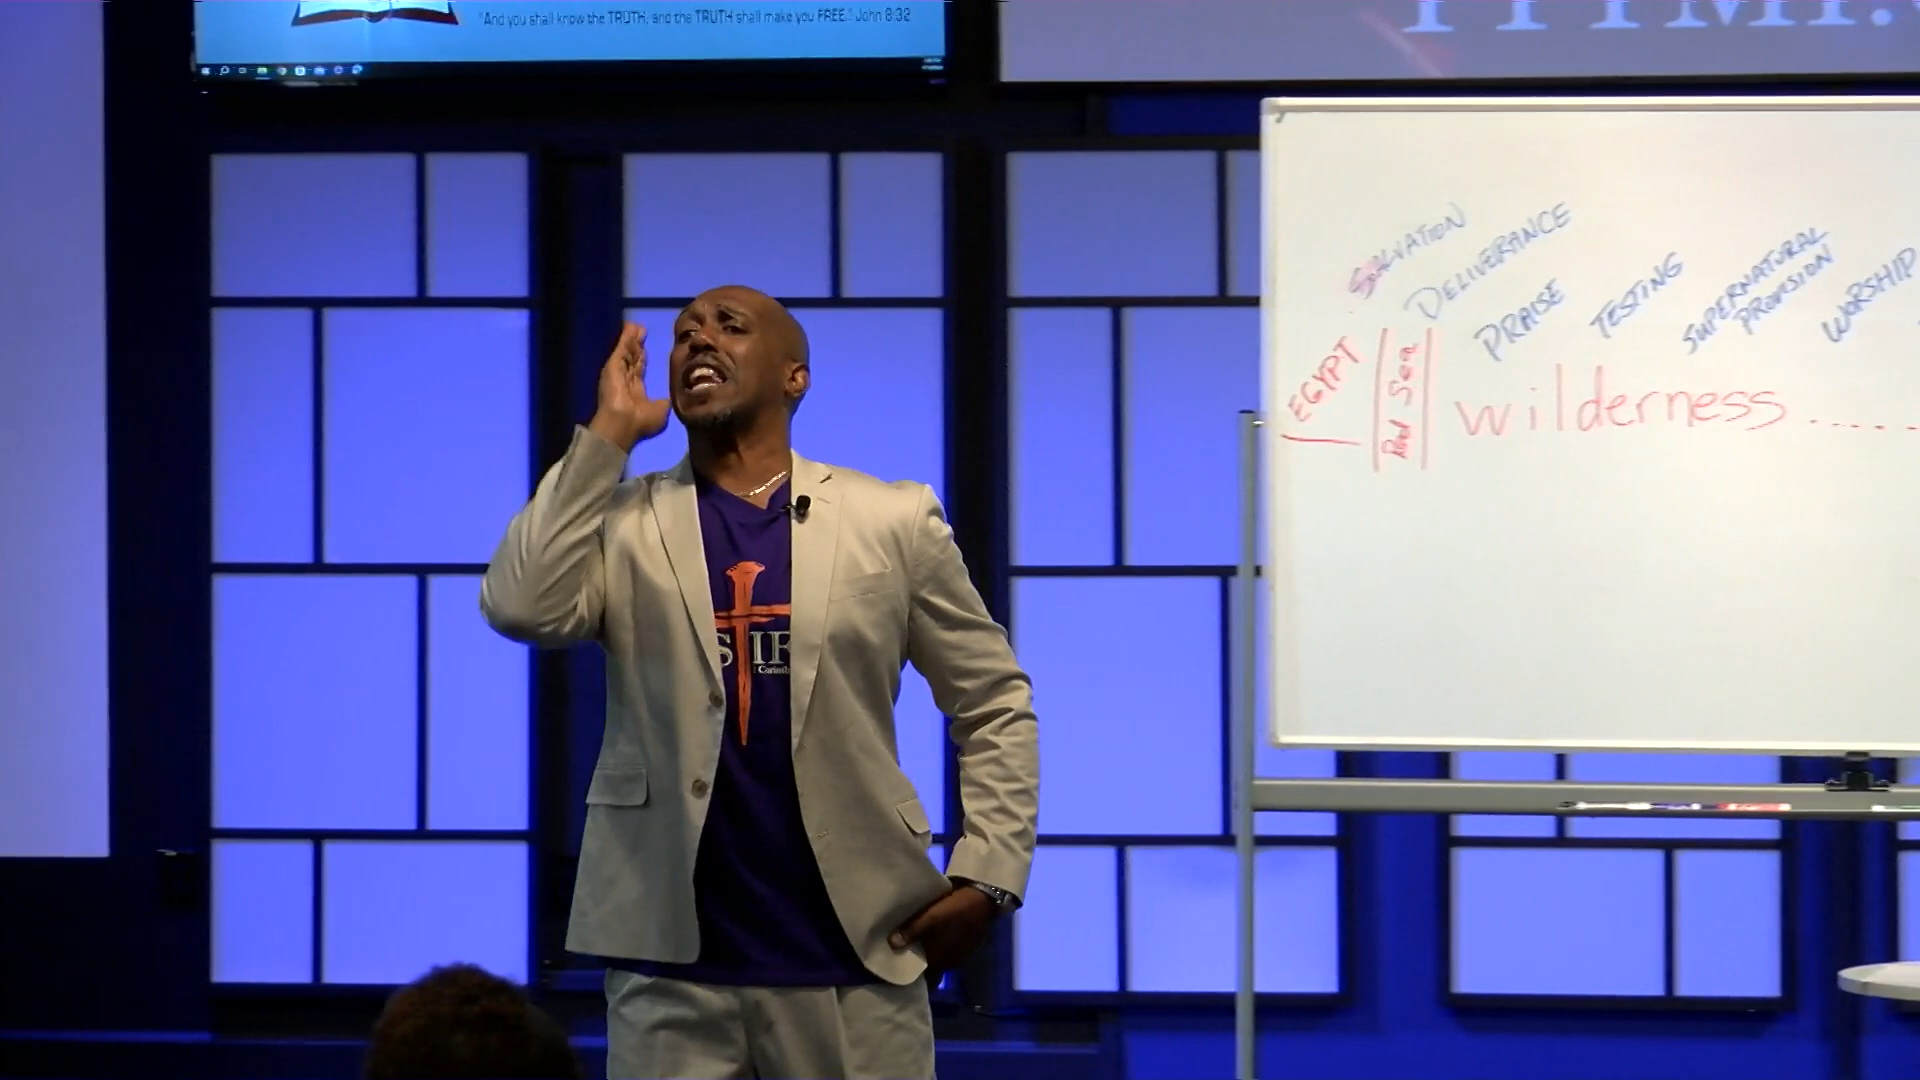 "And you shall know the TRUTH, and the TRUTH shall make you FREE." John 8:32
SALVATION
DELIVERANCE
PRAISE
TESTING
SUPERNATURAL
PROVISION
WORSHIP
EGYPT
Red Sea
wilderness......
STIR